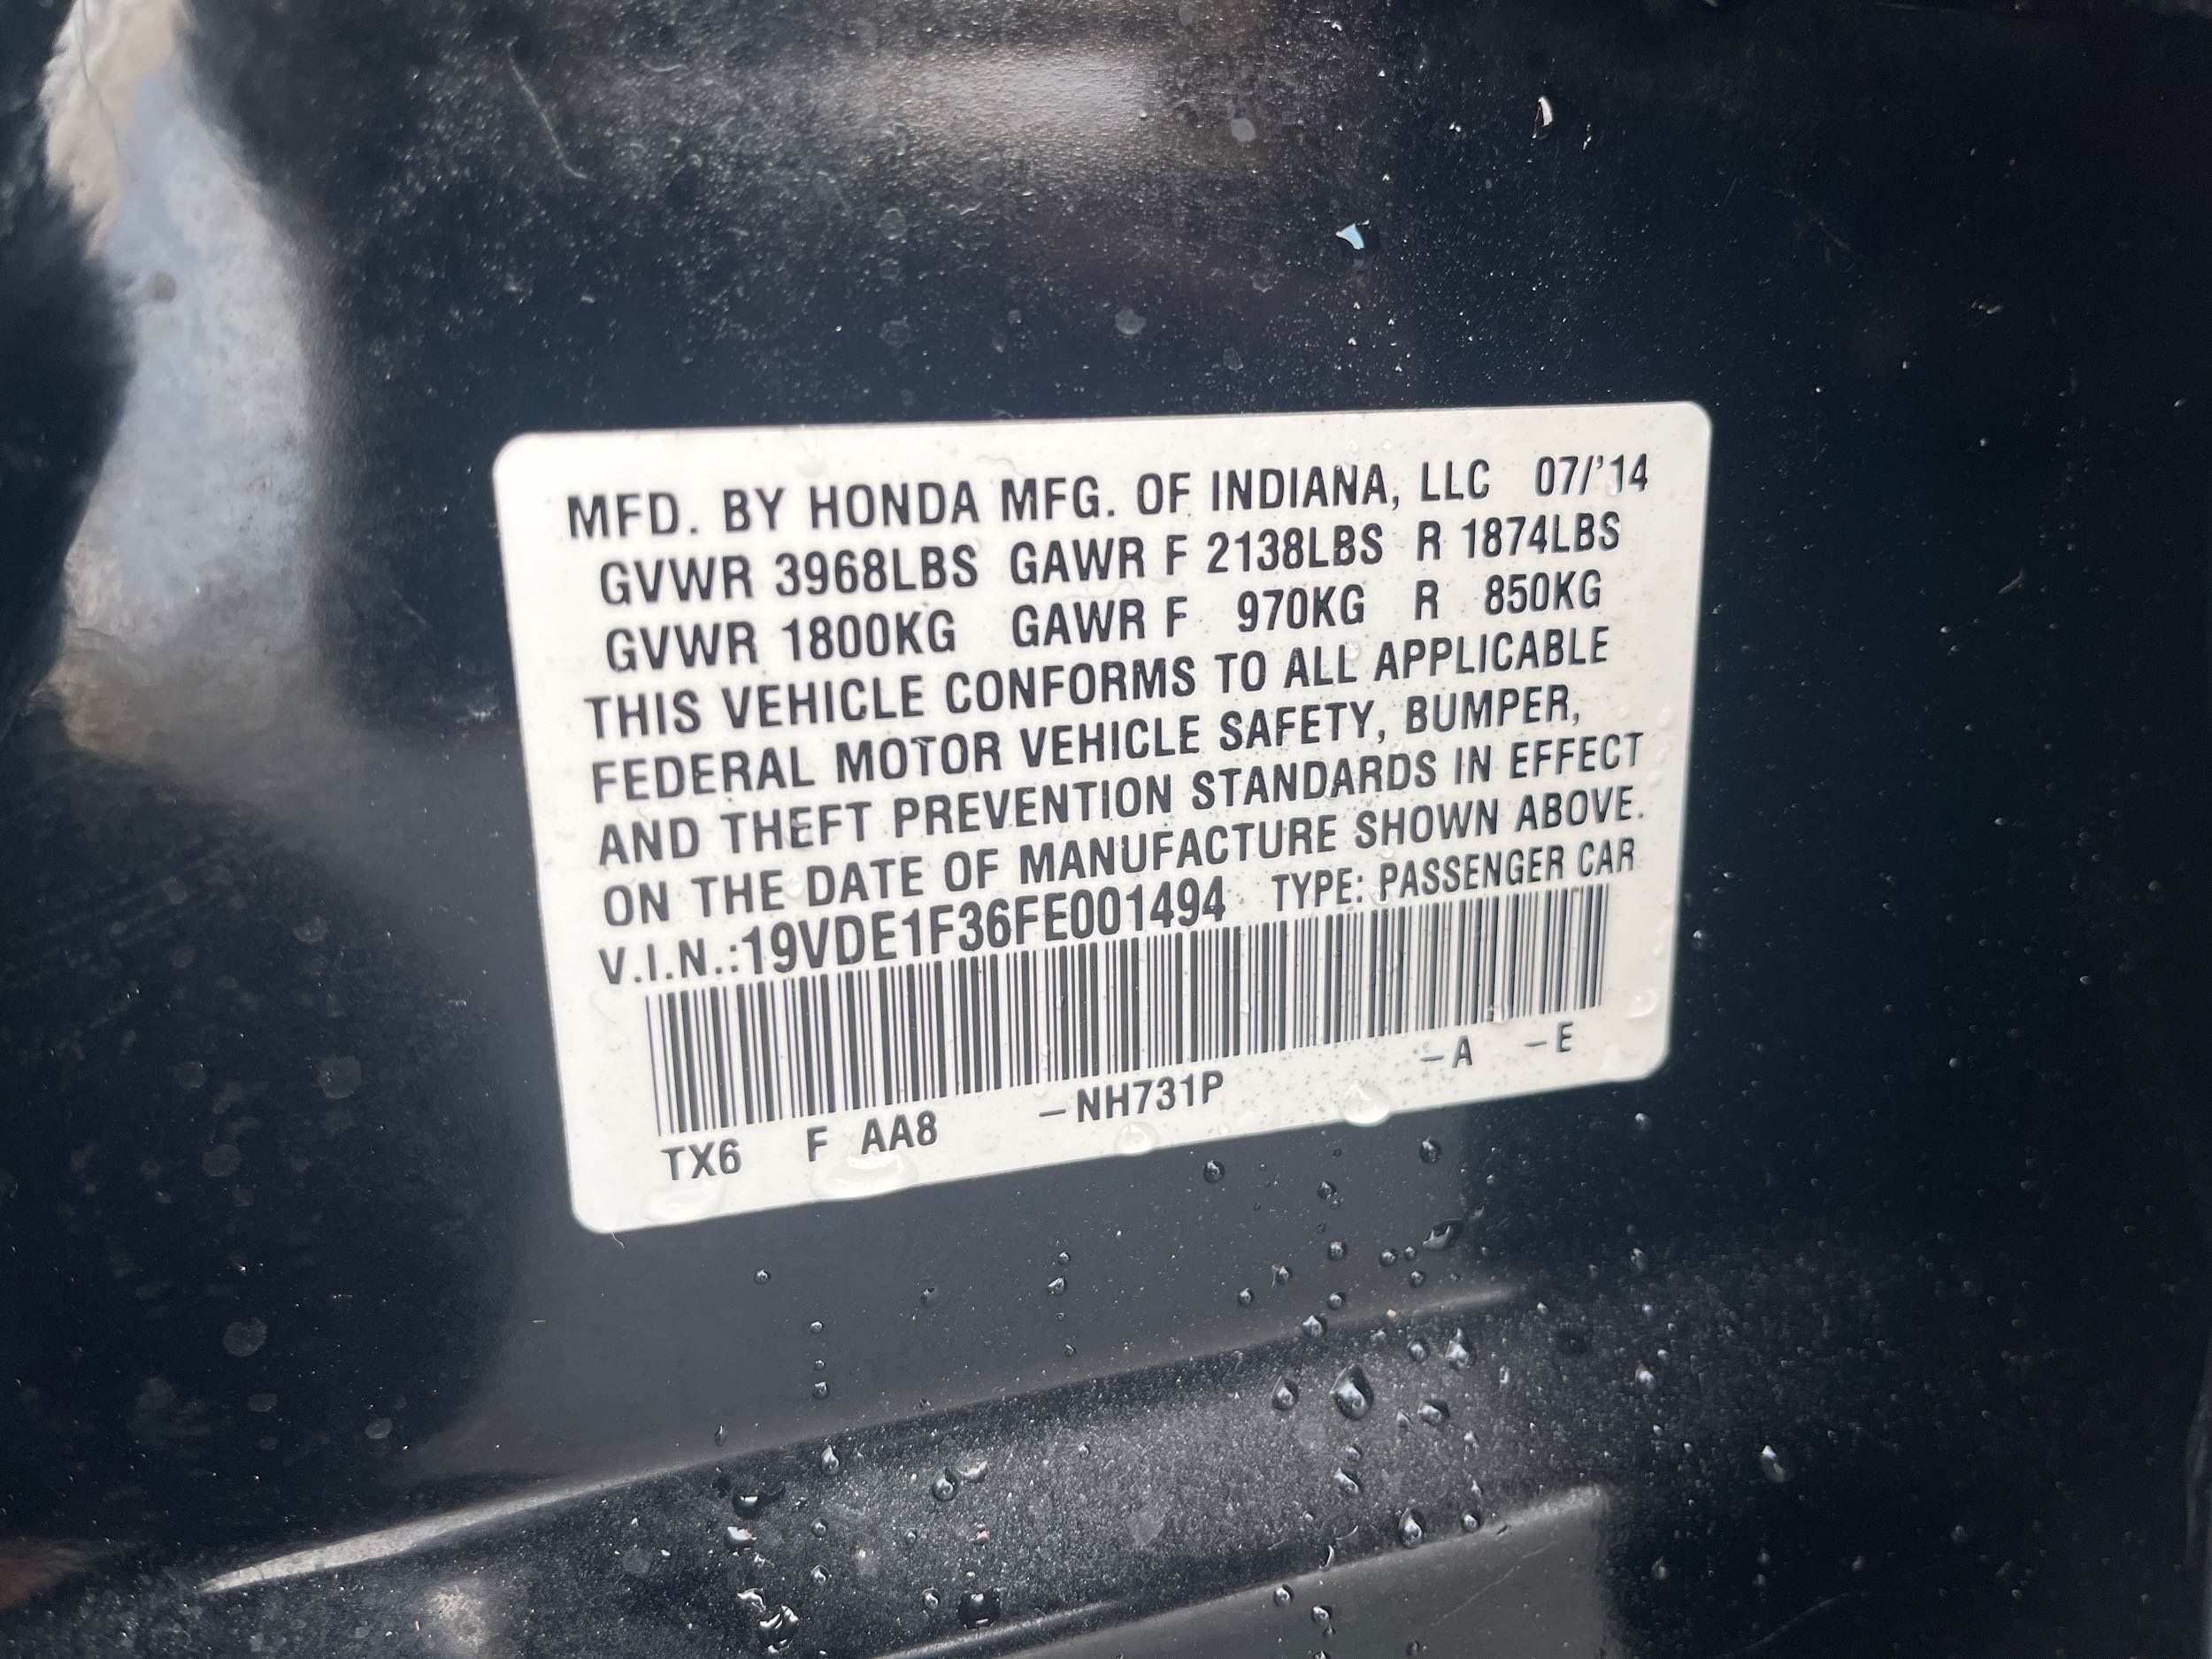 MFD. BY HONDA MFG. OF INDIANA, LLC 07/'14
GVWR 3968LBS GAWR F 2138LBS R 1874LBS
GVWR 1800KG GAWR F 970KG R 850KG
THIS VEHICLE CONFORMS TO ALL APPLICABLE
FEDERAL MOTOR VEHICLE SAFETY, BUMPER,
AND THEFT PREVENTION STANDARDS IN EFFECT
ON THE DATE OF MANUFACTURE SHOWN ABOVE.
V.I.N.:19VDE1F36FE001494 TYPE: PASSENGER CAR
TX6 F AA8 –NH731P –A –E